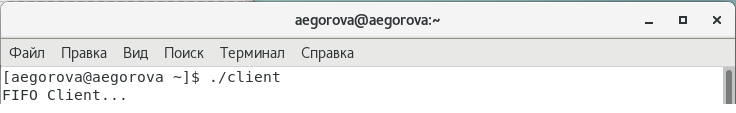 aegorova@aegorova:~
Файл Правка Вид Поиск Терминал Справка
[aegorova@aegorova ~]$ ./client
FIFO Client...